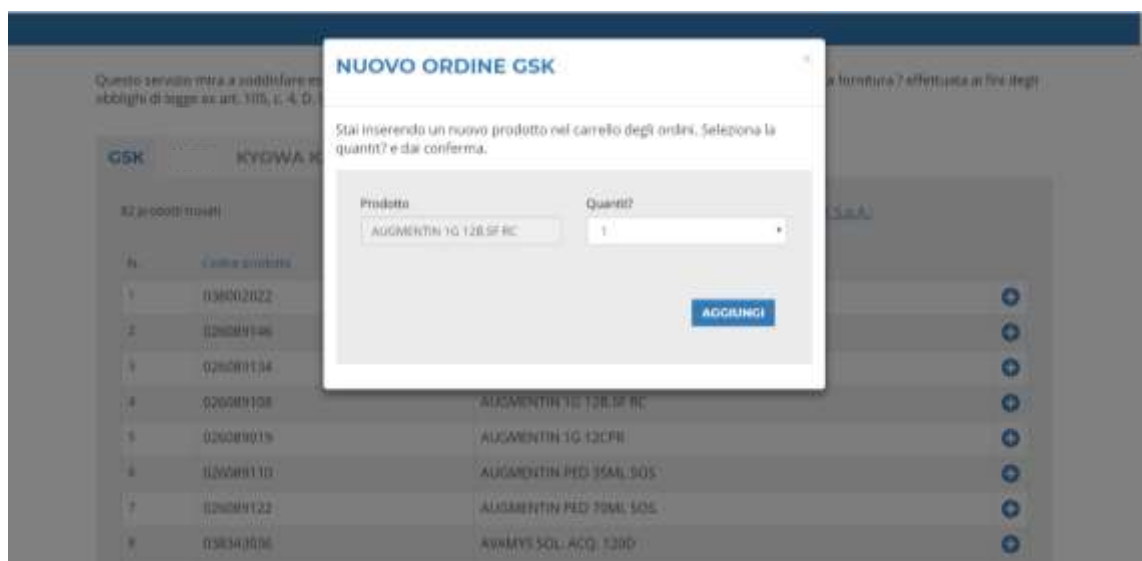 NUOVO ORDINE GSK
×
Questo servizio mira a soddisfare es
a fornitura ? effettuata ai fini degli
obblighi di legge ex art. 105, c. 4, D.
Stai inserendo un nuovo prodotto nel carrello degli ordini. Seleziona la
quantit? e dai conferma.
GSK
KYOWA K
82 prodotti trovati
S.p.A.
Prodotto
Quantit?
AUGMENTIN 1G 12B.SF RC
1
N.
Codice prodotto
AGGIUNGI
1 038002022
2 026089146
3 026089134
4 026089108 AUGMENTIN 1G 12B.SF RC
5 026089019 AUGMENTIN 1G 12CPR
6 026089110 AUGMENTIN PED 35ML SOS
7 026089122 AUGMENTIN PED 70ML SOS
8 038343036 AVAMYS SOL. ACQ. 120D